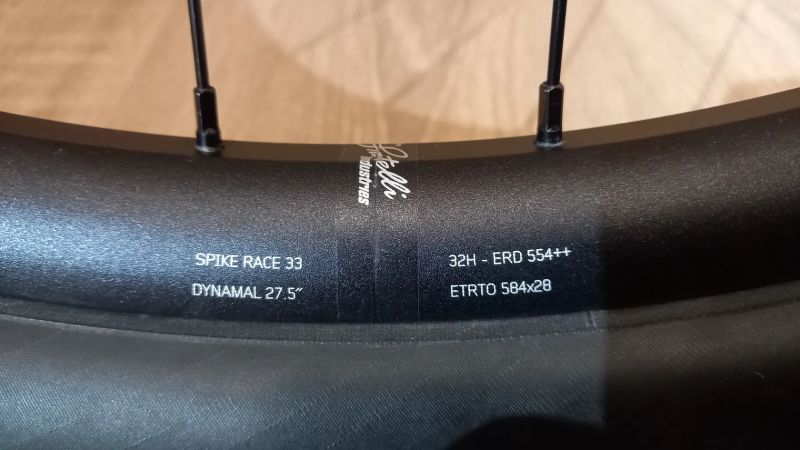 Industries
SPIKE RACE 33
DYNAMAL 27.5″
32H - ERD 554++
ETRTO 584x28